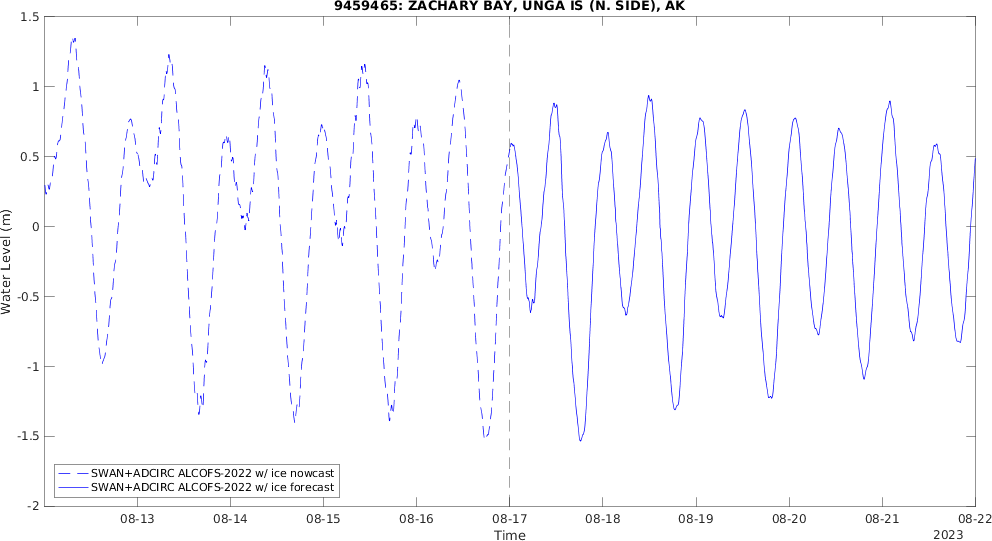 9459465: ZACHARY BAY, UNGA IS (N. SIDE), AK
Water Level (m)
1.5
1
0.5
0
-0.5
-1
-1.5
-2
SWAN+ADCIRC ALCOFS-2022 w/ ice nowcast
SWAN+ADCIRC ALCOFS-2022 w/ ice forecast
08-13 08-14 08-15 08-16 08-17 08-18 08-19 08-20 08-21 08-22
Time
2023